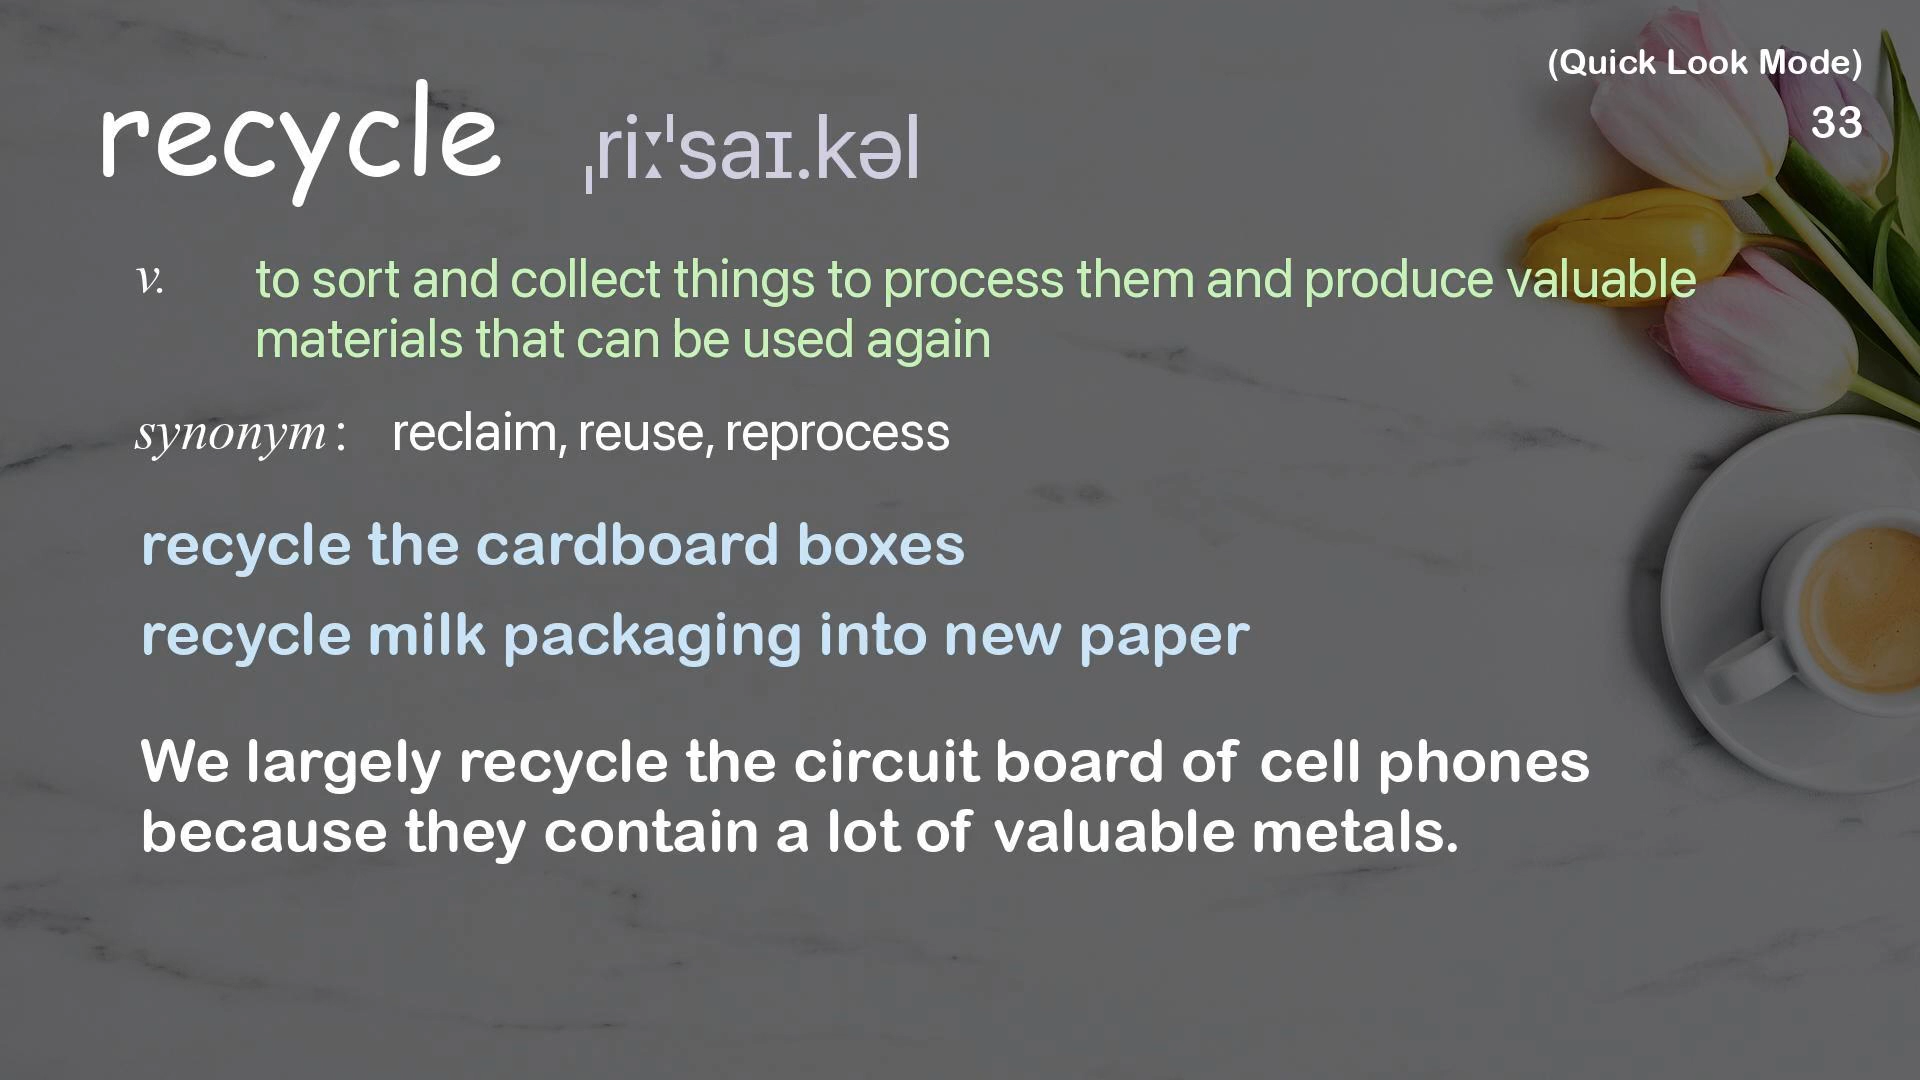 (Quick Look Mode)
33
recycle ˌriːˈsaɪ.kəl
v. to sort and collect things to process them and produce valuable
materials that can be used again
synonym: reclaim, reuse, reprocess
recycle the cardboard boxes
recycle milk packaging into new paper
We largely recycle the circuit board of cell phones
because they contain a lot of valuable metals.